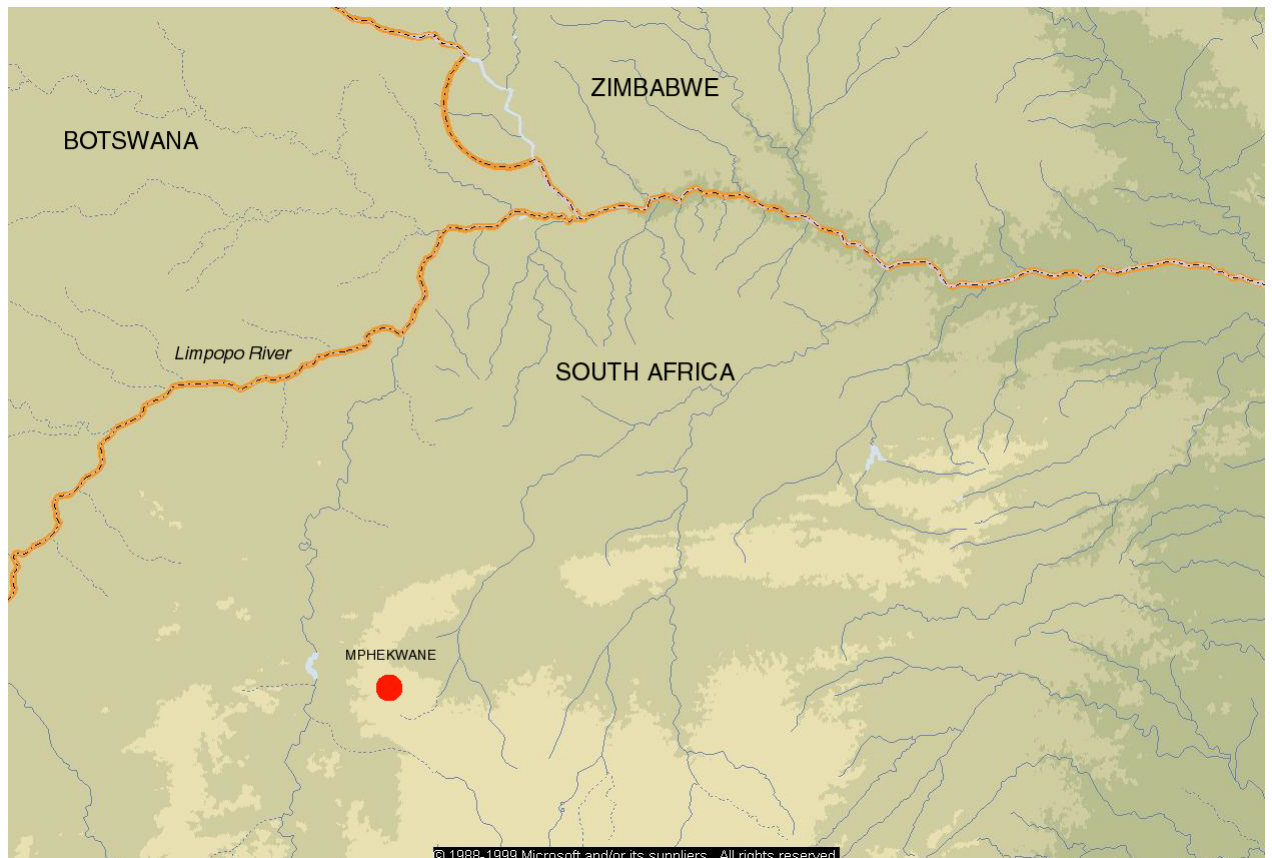 ZIMBABWE
BOTSWANA
Limpopo River
SOUTH AFRICA
MPHEKWANE
© 1988-1999 Microsoft and/or its suppliers. All rights reserved.